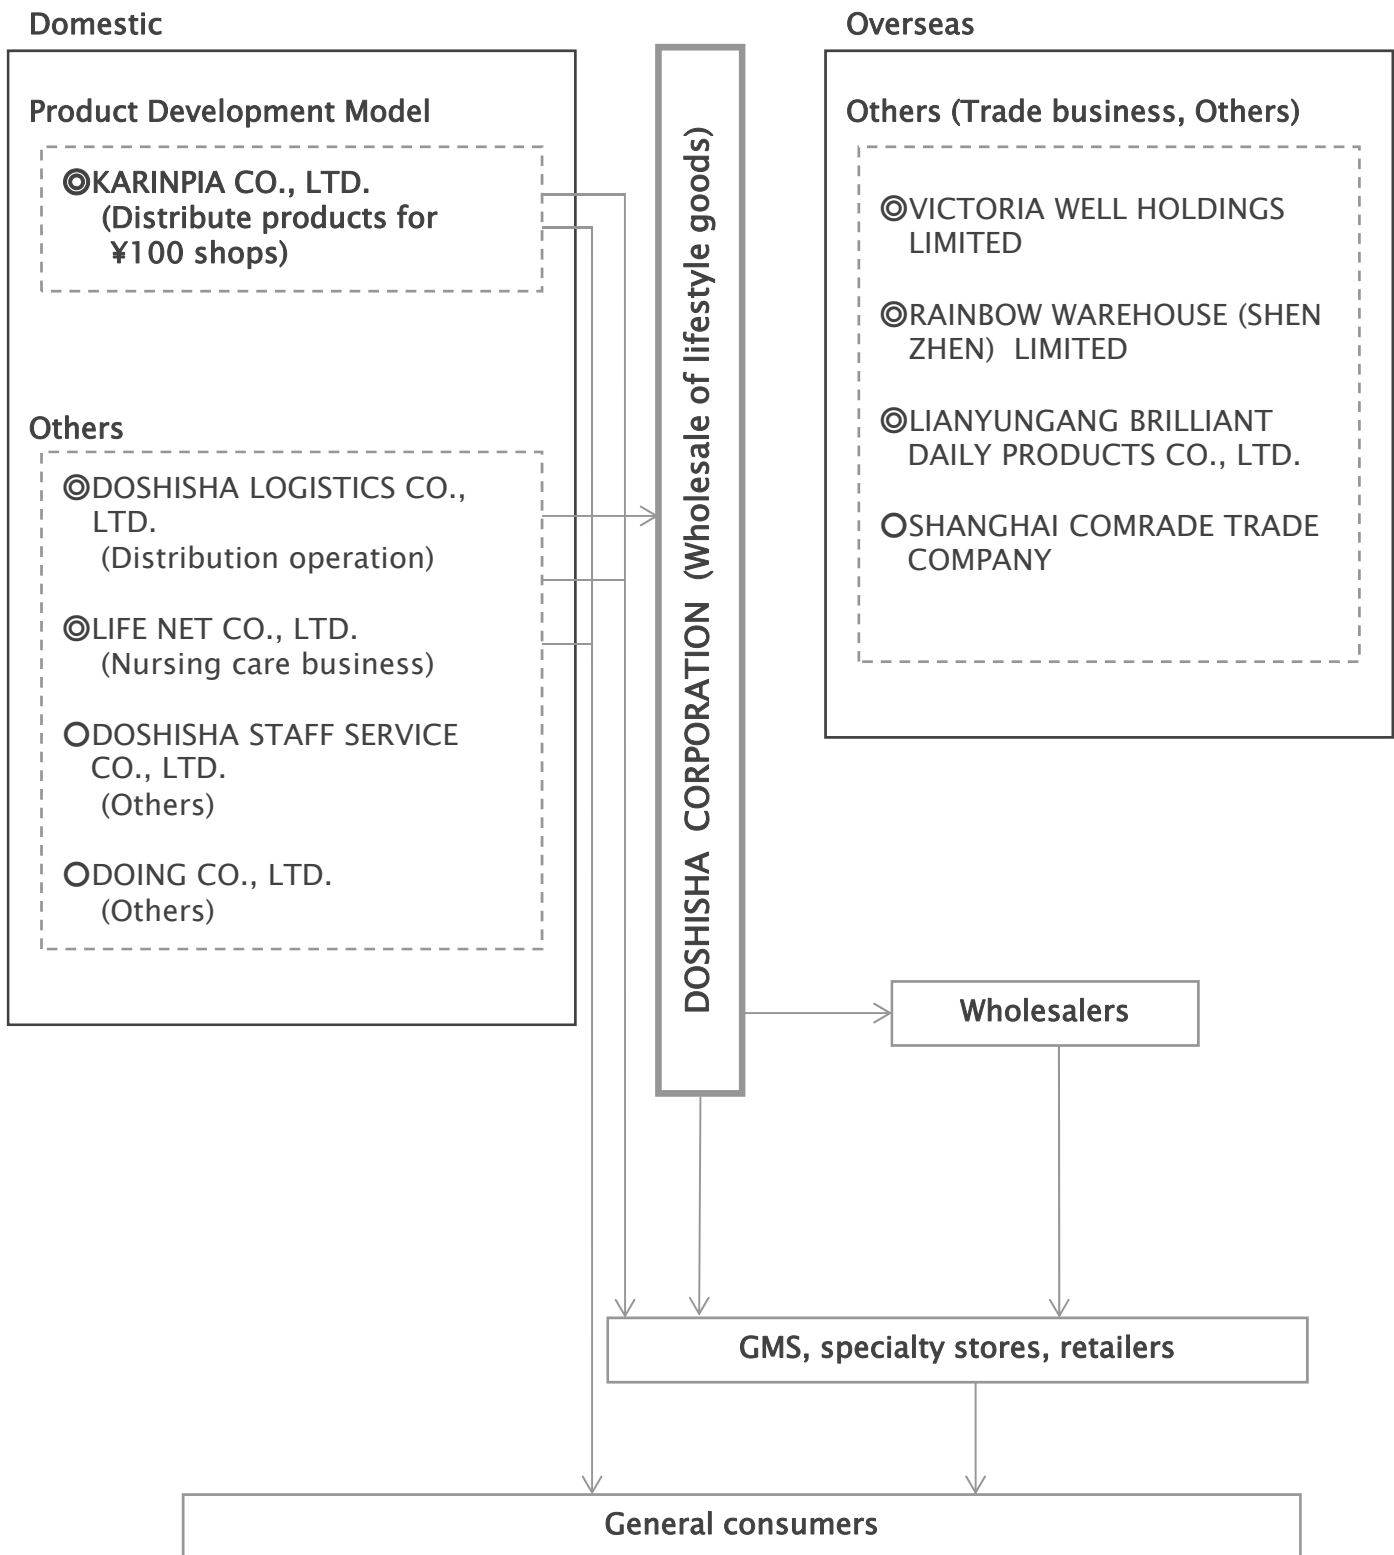 Domestic
Product Development Model
◎KARINPIA CO., LTD.
(Distribute products for
¥100 shops)
Others
◎DOSHISHA LOGISTICS CO.,
LTD.
(Distribution operation)
◎LIFE NET CO., LTD.
(Nursing care business)
○DOSHISHA STAFF SERVICE
CO., LTD.
(Others)
○DOING CO., LTD.
(Others)
DOSHISHA CORPORATION (Wholesale of lifestyle goods)
Overseas
Others (Trade business, Others)
◎VICTORIA WELL HOLDINGS
LIMITED
◎RAINBOW WAREHOUSE (SHEN
ZHEN) LIMITED
◎LIANYUNGANG BRILLIANT
DAILY PRODUCTS CO., LTD.
○SHANGHAI COMRADE TRADE
COMPANY
Wholesalers
GMS, specialty stores, retailers
General consumers